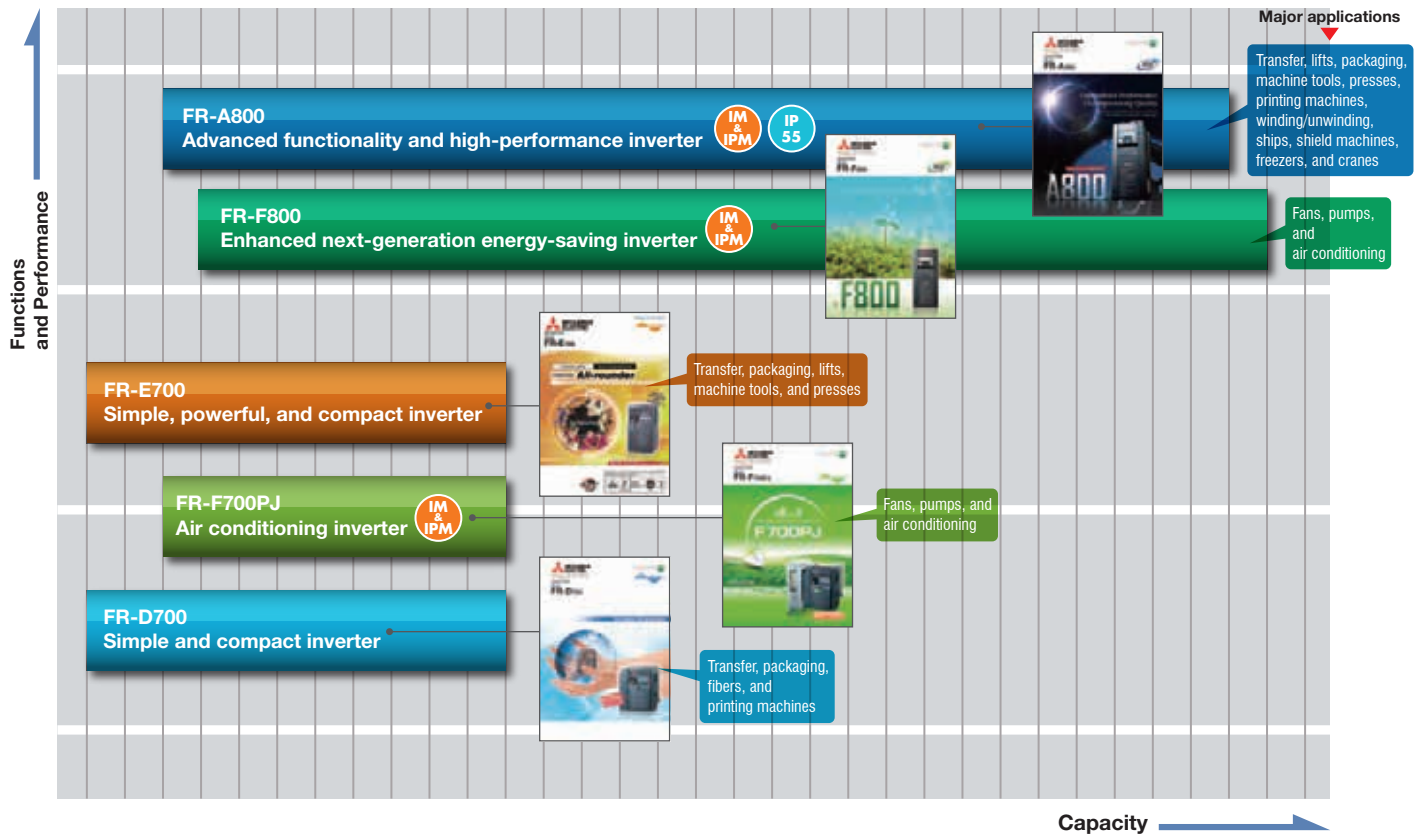 Major applications
Functions
and Performance
FR-A800
Advanced functionality and high-performance inverter
IM
&
IPM
IP
55
Transfer, lifts, packaging,
machine tools, presses,
printing machines,
winding/unwinding,
ships, shield machines,
freezers, and cranes
A800
FR-F800
Enhanced next-generation energy-saving inverter
IM
&
IPM
F800
Fans, pumps,
and
air conditioning
FR-E700
Simple, powerful, and compact inverter
All-rounder
Transfer, packaging, lifts,
machine tools, and presses
FR-F700PJ
Air conditioning inverter
IM
&
IPM
F700PJ
Fans, pumps, and
air conditioning
FR-D700
Simple and compact inverter
Transfer, packaging,
fibers, and
printing machines
Capacity